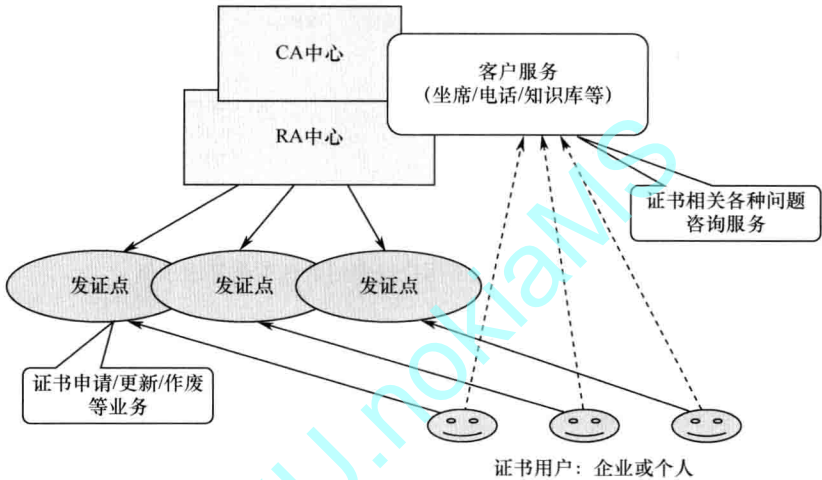 CA中心
客户服务
（坐席/电话/知识库等）
RA中心
证书相关各种问题
咨询服务
发证点
发证点
发证点
证书申请/更新/作废
等业务
证书用户：企业或个人
U.nokiaMS